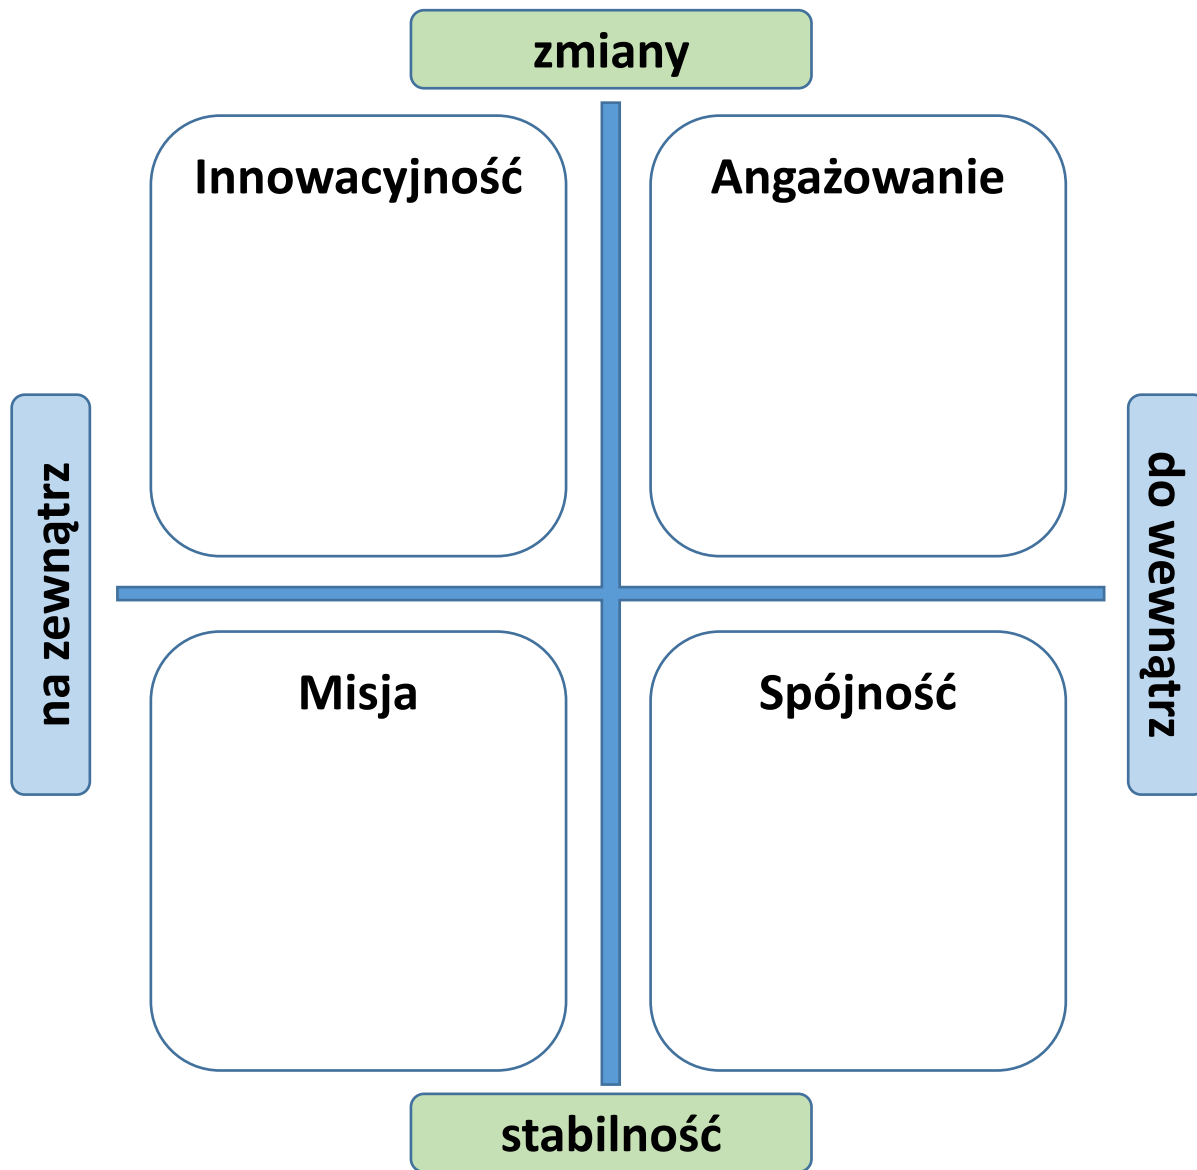 zmiany
Innowacyjność
Angażowanie
na zewnątrz
do wewnątrz
Misja
Spójność
stabilność